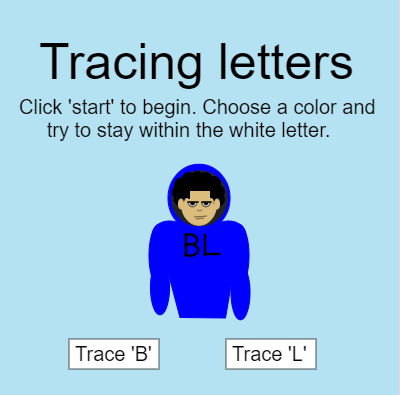 Tracing letters
Click 'start' to begin. Choose a color and
try to stay within the white letter.
BL
Trace 'B'
Trace 'L'